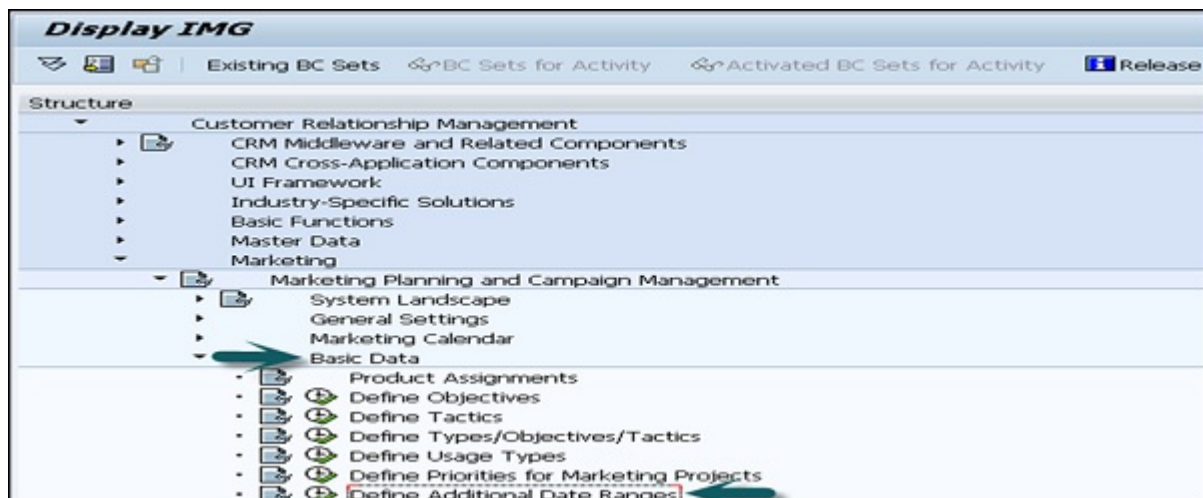 Display IMG
Existing BC Sets BC Sets for Activity Activated BC Sets for Activity Release
Structure
Customer Relationship Management
CRM Middleware and Related Components
CRM Cross-Application Components
UI Framework
Industry-Specific Solutions
Basic Functions
Master Data
Marketing
Marketing Planning and Campaign Management
System Landscape
General Settings
Marketing Calendar
Basic Data
Product Assignments
Define Objectives
Define Tactics
Define Types/Objectives/Tactics
Define Usage Types
Define Priorities for Marketing Projects
Define Additional Date Ranges